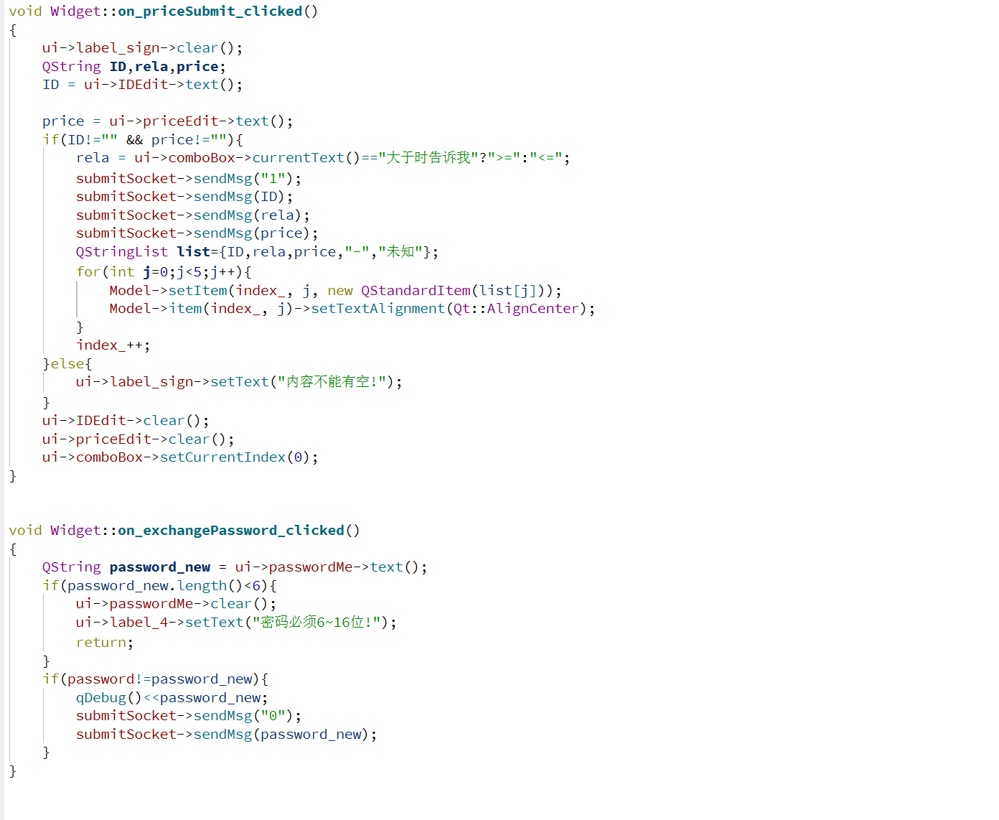 void Widget::on_priceSubmit_clicked()
{
    ui->label_sign->clear();
    QString ID,rela,price;
    ID = ui->IDEdit->text();

    price = ui->priceEdit->text();
    if(ID!="" && price!=""){
        rela = ui->comboBox->currentText()=="大于时告诉我"?">=":"<=";
        submitSocket->sendMsg("1");
        submitSocket->sendMsg(ID);
        submitSocket->sendMsg(rela);
        submitSocket->sendMsg(price);
        QStringList list={ID,rela,price,"-","未知"};
        for(int j=0;j<5;j++){
            Model->setItem(index_, j, new QStandardItem(list[j]));
            Model->item(index_, j)->setTextAlignment(Qt::AlignCenter);
        }
        index_++;
    }else{
        ui->label_sign->setText("内容不能有空!");
    }
    ui->IDEdit->clear();
    ui->priceEdit->clear();
    ui->comboBox->setCurrentIndex(0);
}

void Widget::on_exchangePassword_clicked()
{
    QString password_new = ui->passwordMe->text();
    if(password_new.length()<6){
        ui->passwordMe->clear();
        ui->label_4->setText("密码必须6~16位!");
        return;
    }
    if(password!=password_new){
        qDebug()<<password_new;
        submitSocket->sendMsg("0");
        submitSocket->sendMsg(password_new);
    }
}